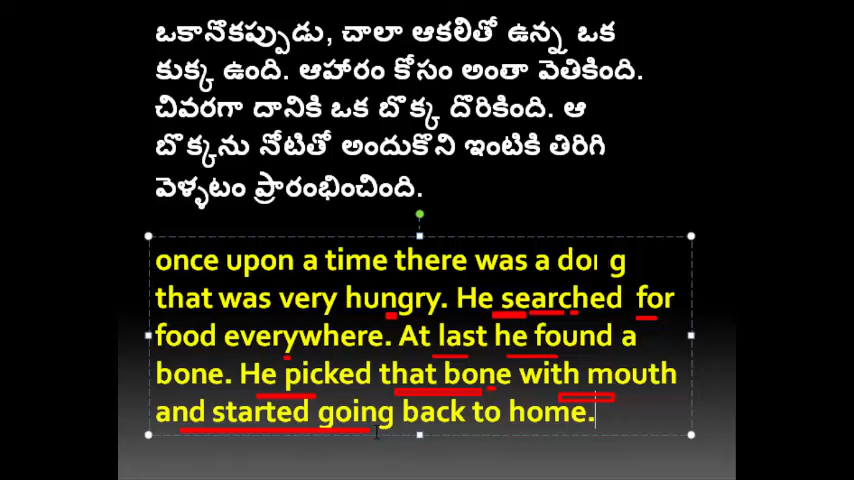 ఒకానొకప్పుడు, చాలా ఆకలితో ఉన్న ఒక
కుక్క ఉంది. ఆహారం కోసం అంతా వెతికింది.
చివరగా దానికి ఒక బొక్క దొరికింది. ఆ
బొక్కను నోటితో అందుకొని ఇంటికి తిరిగి
వెళ్ళటం ప్రారంభించింది.
once upon a time there was a dog
that was very hungry. He searched for
food everywhere. At last he found a
bone. He picked that bone with mouth
and started going back to home.